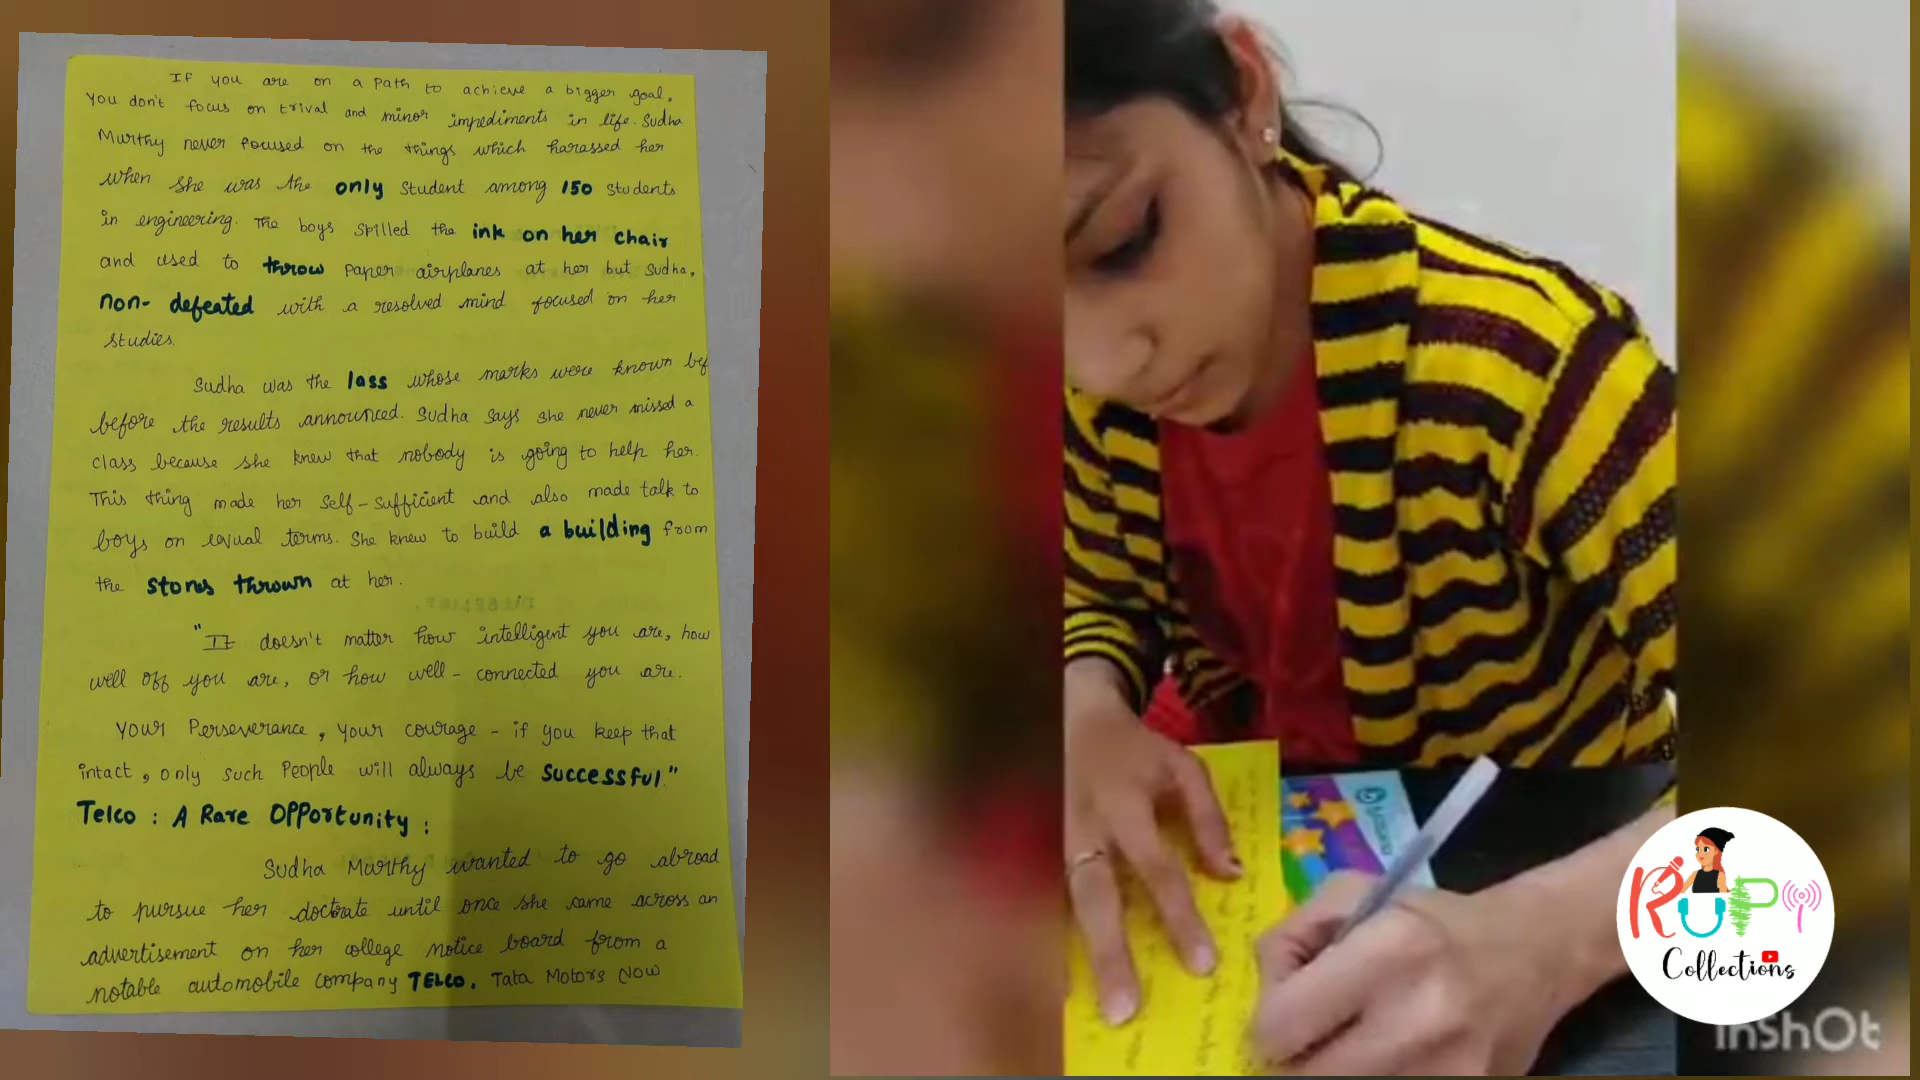 If you are on a path to achieve a bigger goal,
you don't focus on trival and minor impediments in life. Sudha
Murthy never focused on the things which harassed her
when she was the only student among 150 students
in engineering. The boys spilled the ink on her chair
and used to throw paper airplanes at her but Sudha,
non-defeated with a resolved mind focused on her
studies.
Sudha was the lass whose marks were known bef
before the results announced. Sudha says she never missed a
class because she knew that nobody is going to help her.
This thing made her self-sufficient and also made talk to
boys on equal terms. She knew to build a building from
the stones thrown at her.
"It doesn't matter how intelligent you are, how
well off you are, or how well-connected you are.
Your Perseverance, your courage - if you keep that
intact, only such people will always be successful."
Telco: A Rare Opportunity:
Sudha Murthy wanted to go abroad
to pursue her doctrate until once she came across an
advertisement on her college notice board from a
notable automobile company TELCO. Tata Motors now
RUPY
Collections
InShOt